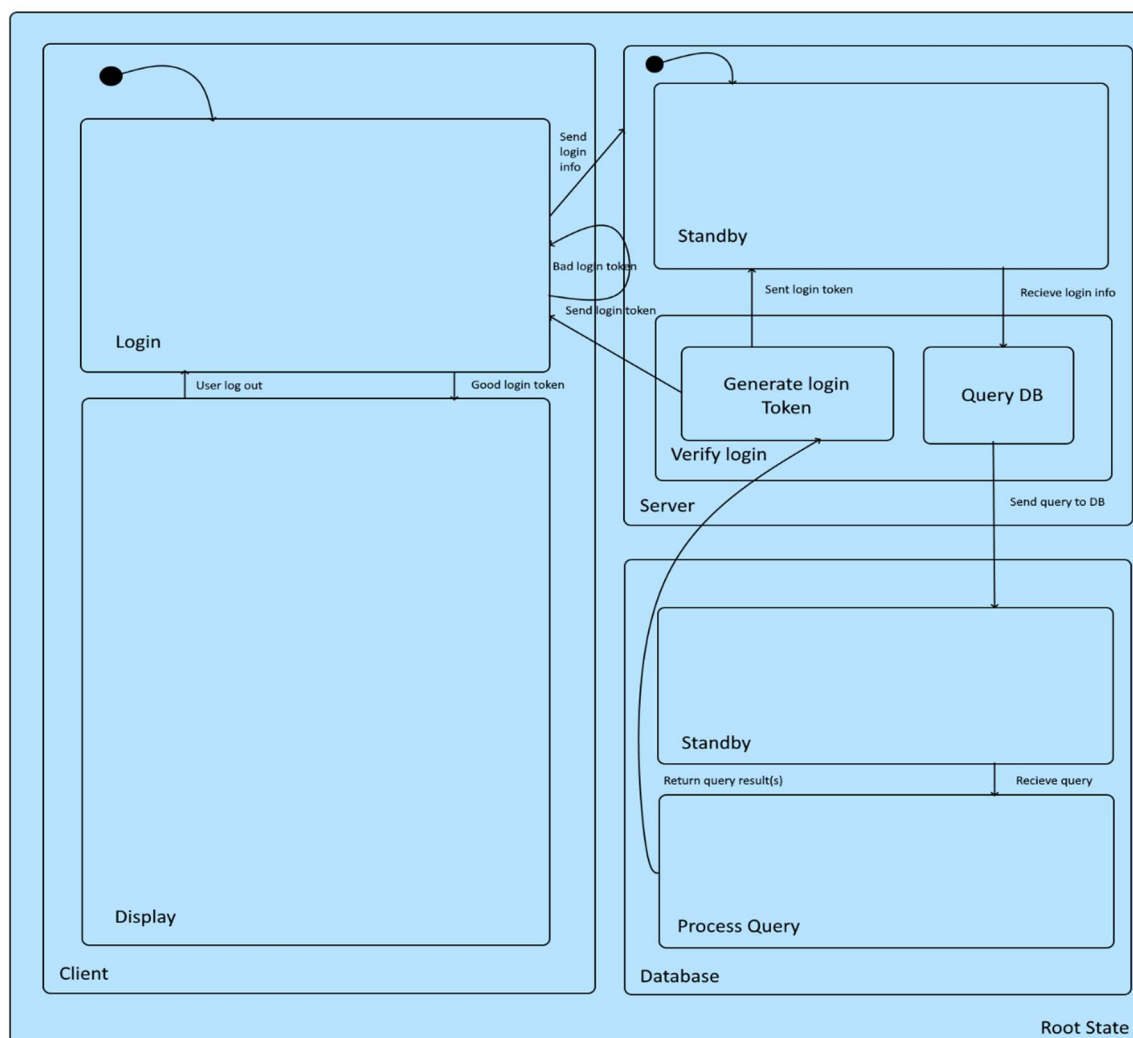 Send
login
info
Standby
Bad login token
Sent login token
Recieve login info
Send login token
Login
User log out
Good login token
Generate login
Token
Query DB
Verify login
Server
Send query to DB
Standby
Return query result(s)
Recieve query
Display
Process Query
Client
Database
Root State